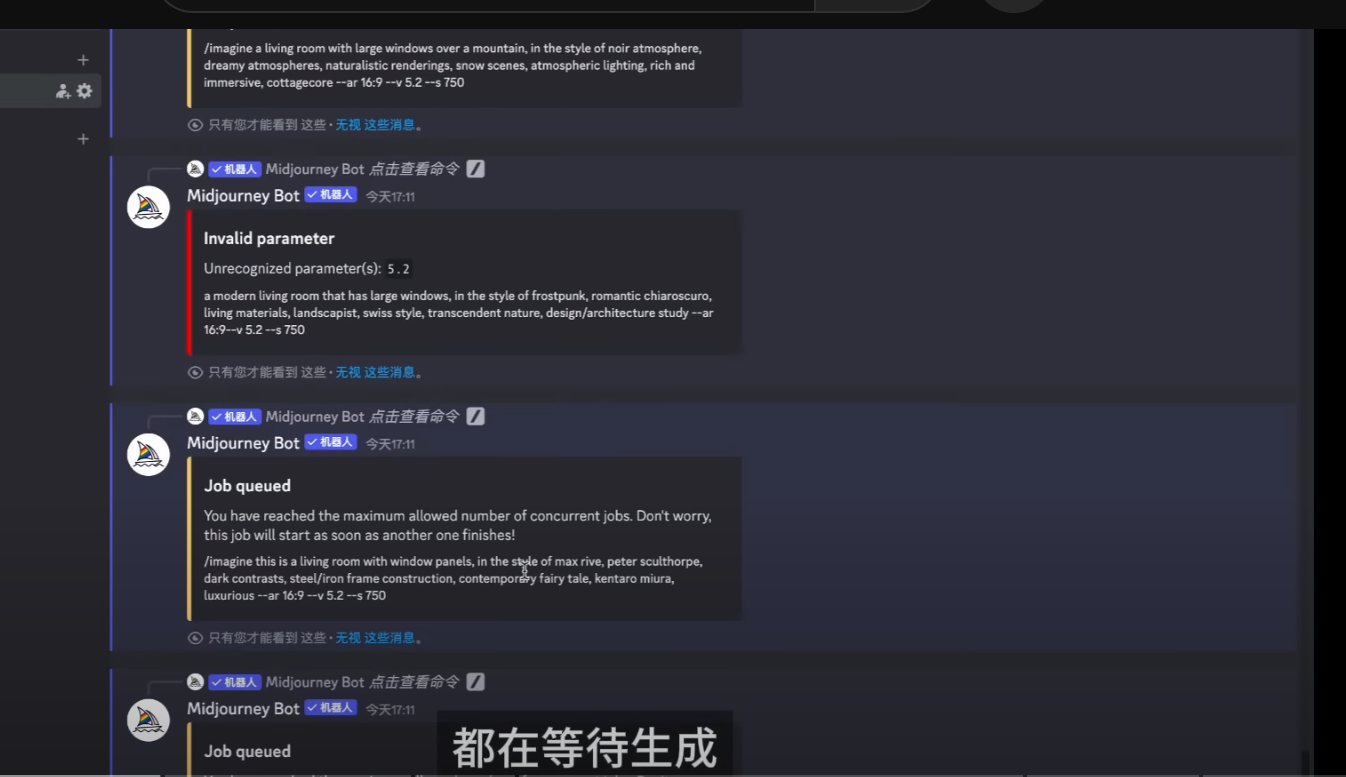 /imagine a living room with large windows over a mountain, in the style of noir atmosphere,
dreamy atmospheres, naturalistic renderings, snow scenes, atmospheric lighting, rich and
immersive, cottagecore --ar 16:9 --v 5.2 --s 750
只有您才能看到 这些 · 无视 这些消息。
机器人 Midjourney Bot 点击查看命令
Midjourney Bot 机器人 今天17:11
Invalid parameter
Unrecognized parameter(s): 5.2
a modern living room that has large windows, in the style of frostpunk, romantic chiaroscuro,
living materials, landscapist, swiss style, transcendent nature, design/architecture study --ar
16:9--v 5.2 --s 750
只有您才能看到 这些 · 无视 这些消息。
机器人 Midjourney Bot 点击查看命令
Midjourney Bot 机器人 今天17:11
Job queued
You have reached the maximum allowed number of concurrent jobs. Don't worry,
this job will start as soon as another one finishes!
/imagine this is a living room with window panels, in the style of max rive, peter sculthorpe,
dark contrasts, steel/iron frame construction, contemporary fairy tale, kentaro miura,
luxurious --ar 16:9 --v 5.2 --s 750
只有您才能看到 这些 · 无视 这些消息。
机器人 Midjourney Bot 点击查看命令
Midjourney Bot 机器人 今天17:11
Job queued
都在等待生成